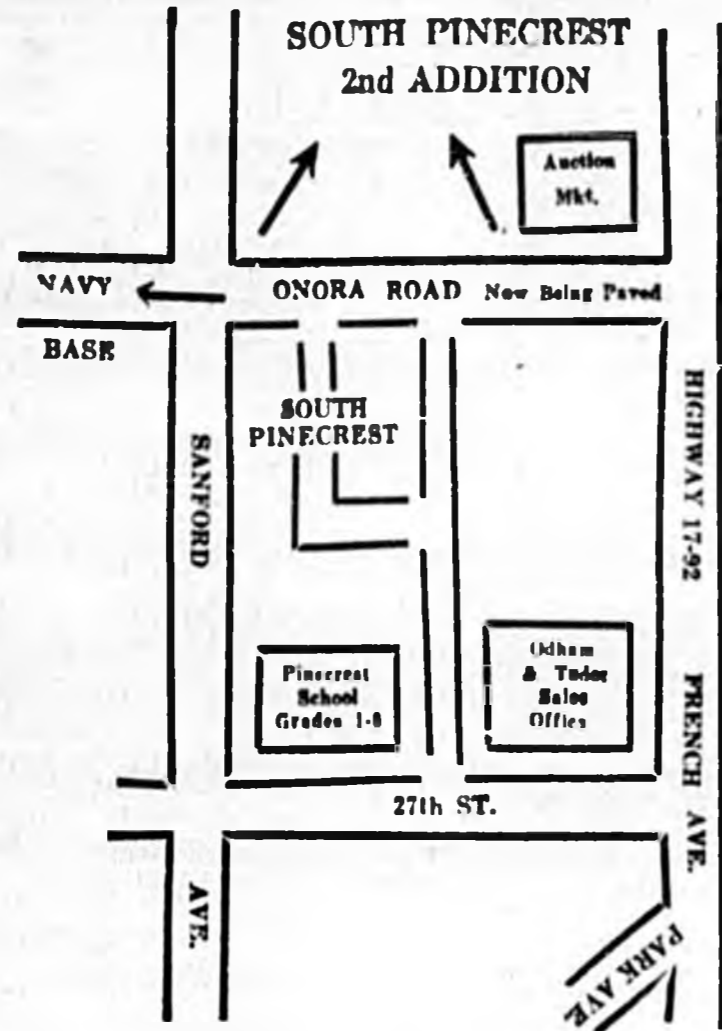 SOUTH PINECREST
2nd ADDITION
Auction
Mkt.
NAVY
ONORA ROAD Now Being Paved
BASE
SOUTH
PINECREST
SANFORD
HIGHWAY 17-92
Pinecrest
School
Grades 1-6
Odham
& Tudor
Sales
Office
FRENCH AVE.
27th ST.
AVE.
PARK AVE.